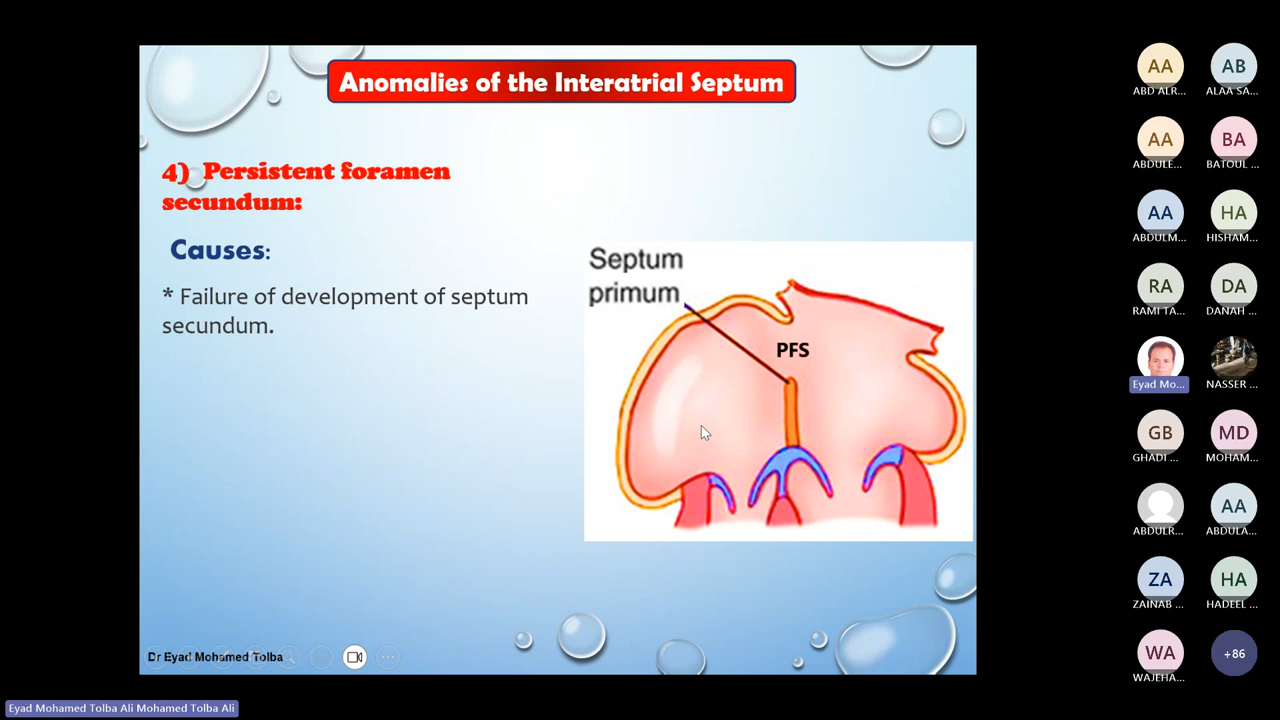 Anomalies of the Interatrial Septum
4) Persistent foramen
secundum:
Causes:
* Failure of development of septum
secundum.
Septum
primum
PFS
Dr Eyad Mohamed Tolba
AA
ABD ALR...
AB
ALAA SA...
AA
ABDULE...
BA
BATOUL ...
AA
ABDULM...
HA
HISHAM...
RA
RAMI TA...
DA
DANAH ...
Eyad Mo...
NASSER ...
GB
GHADI ...
MD
MOHAM...
ABDULR...
AA
ABDULA...
ZA
ZAINAB ...
HA
HADEEL ...
WA
WAJEHA...
+86
Eyad Mohamed Tolba Ali Mohamed Tolba Ali